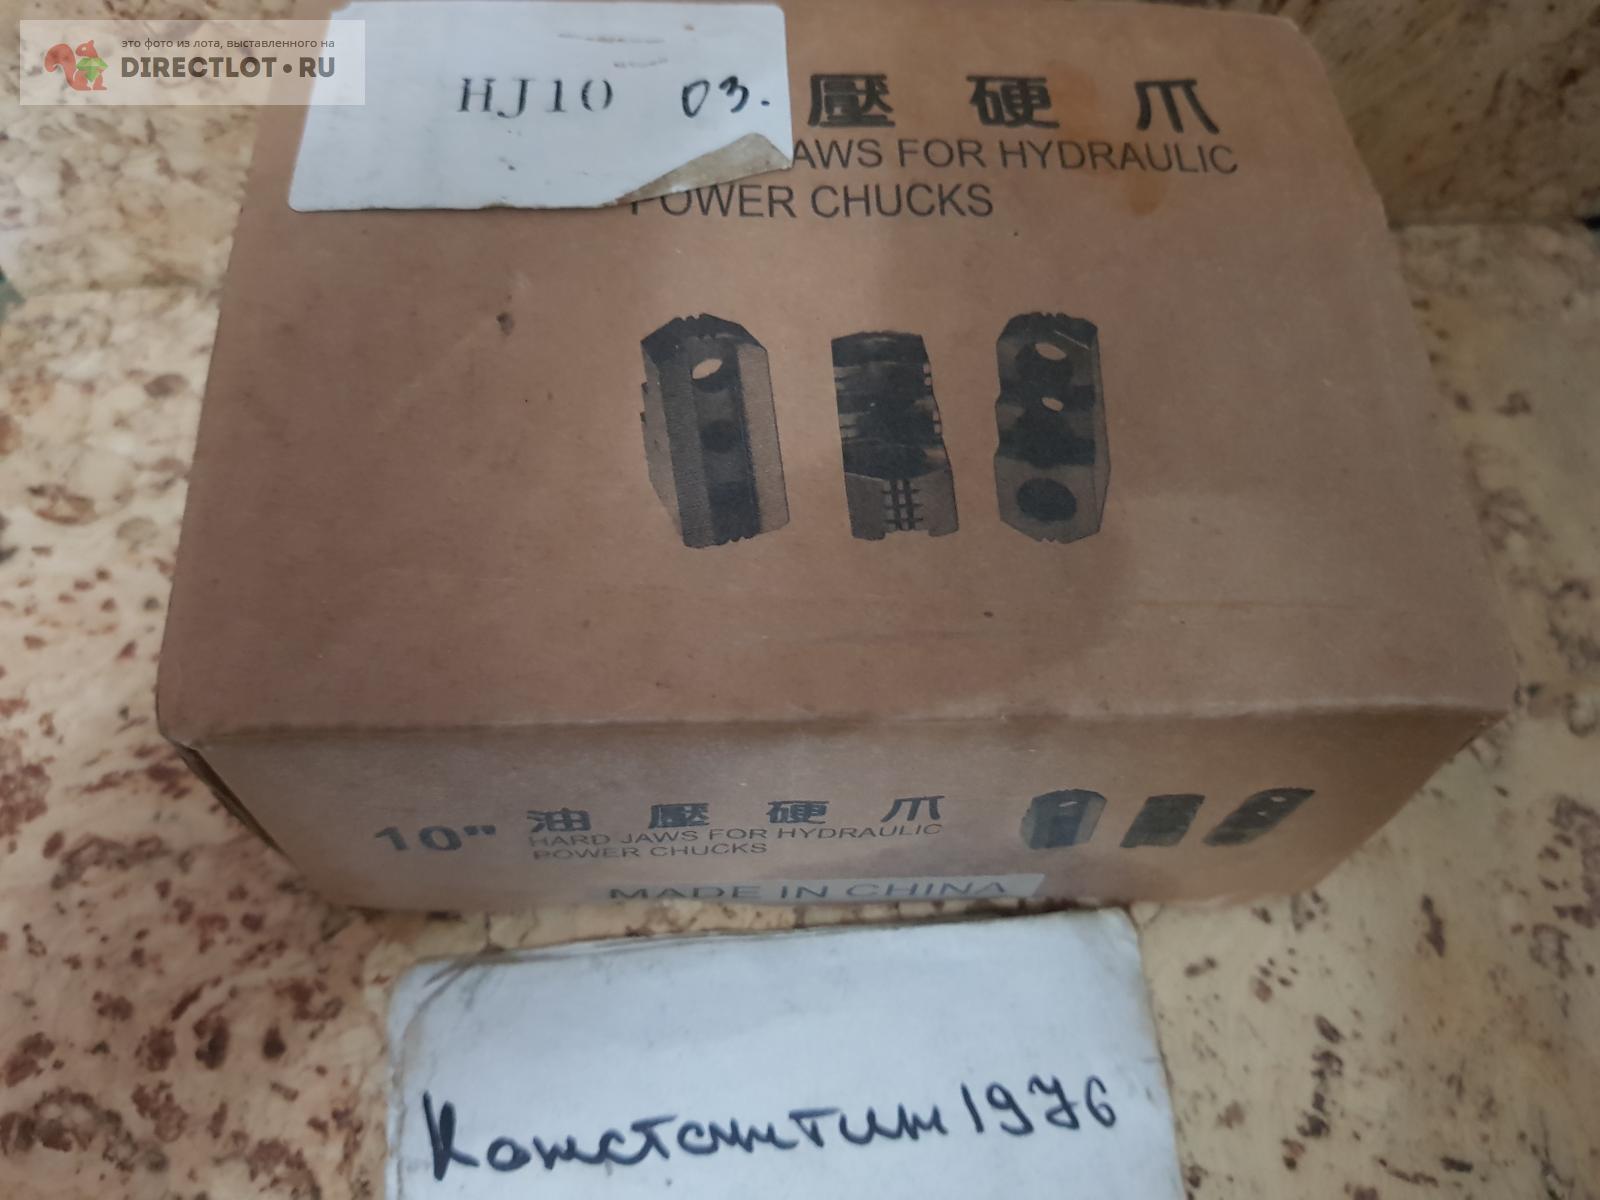 это фото из лота, выставленного на
DIRECTLOT•RU
HJ10 03.
壓 硬 爪
AWS FOR HYDRAULIC
POWER CHUCKS
10" 油 壓 硬 爪
HARD JAWS FOR HYDRAULIC
POWER CHUCKS
MADE IN CHINA
Константин1976